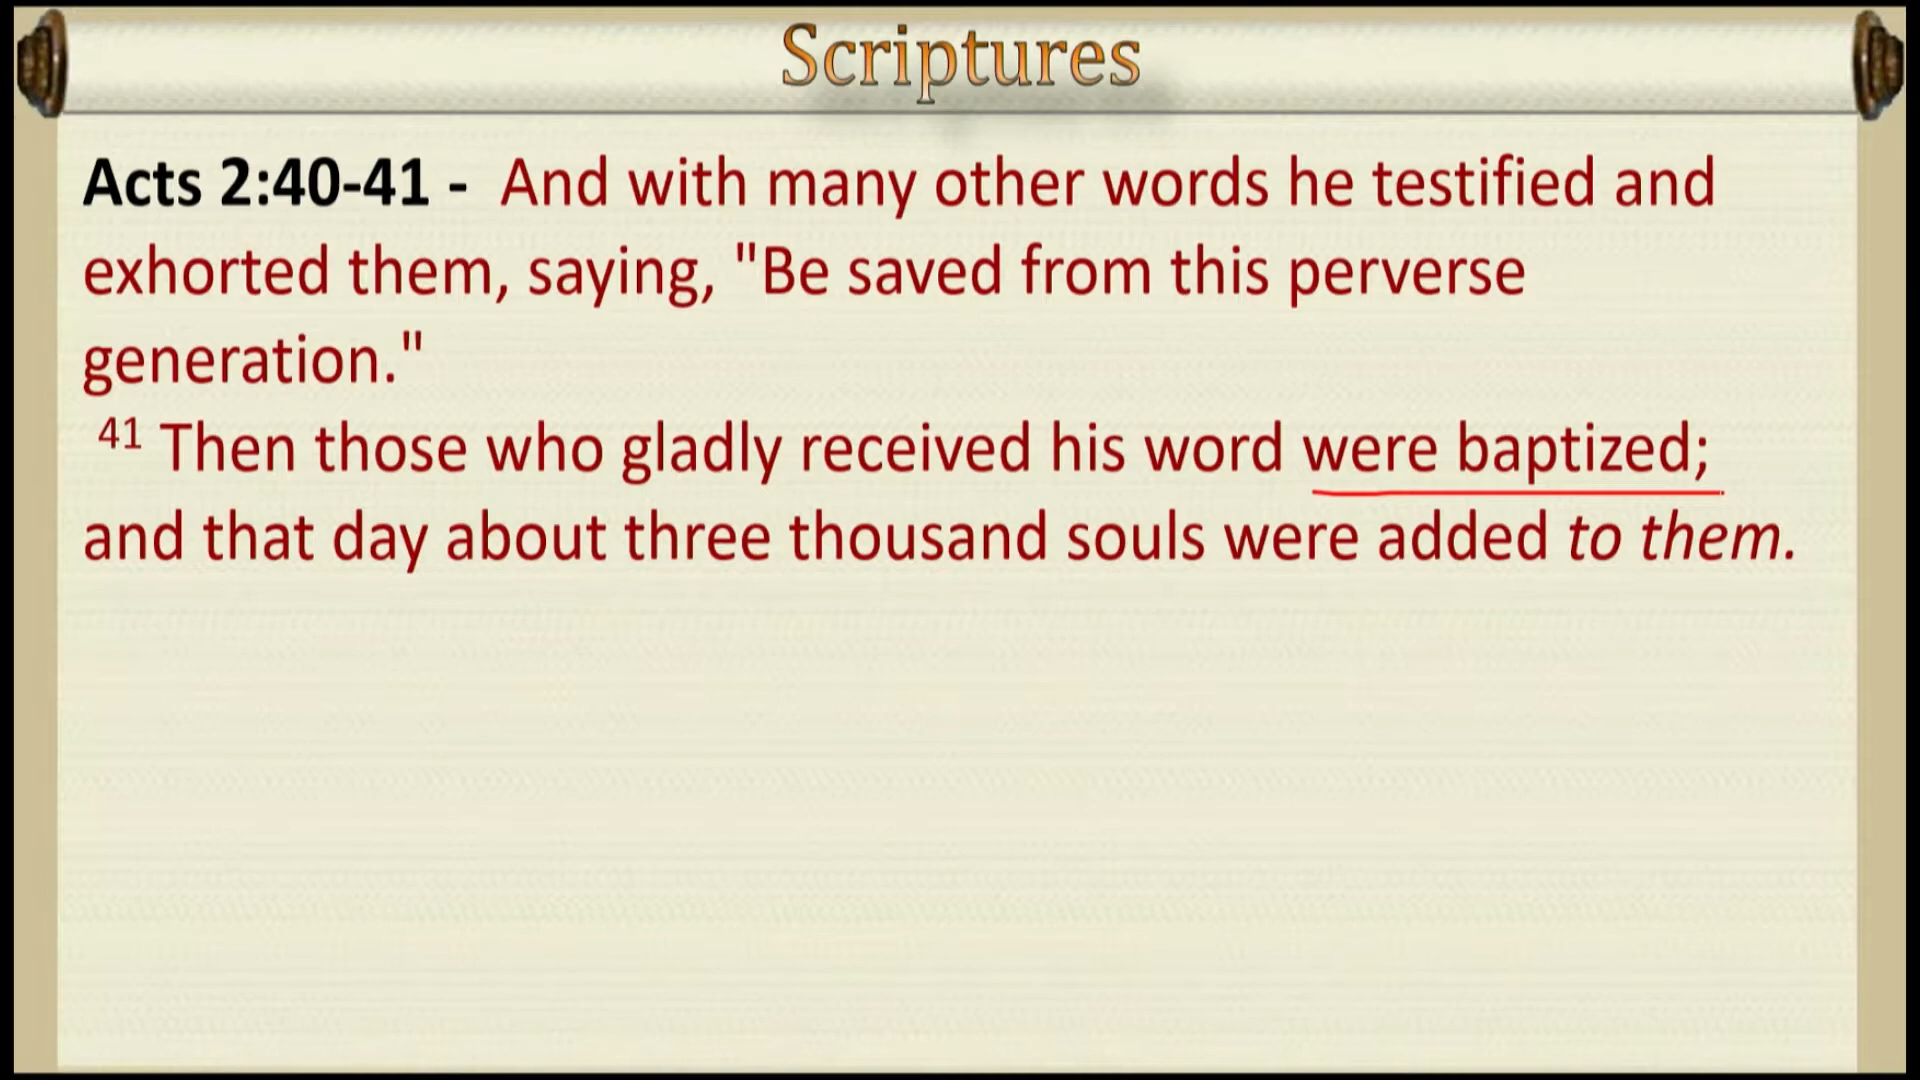 Scriptures
Acts 2:40-41 - And with many other words he testified and
exhorted them, saying, "Be saved from this perverse
generation."
41 Then those who gladly received his word were baptized;
and that day about three thousand souls were added to them.